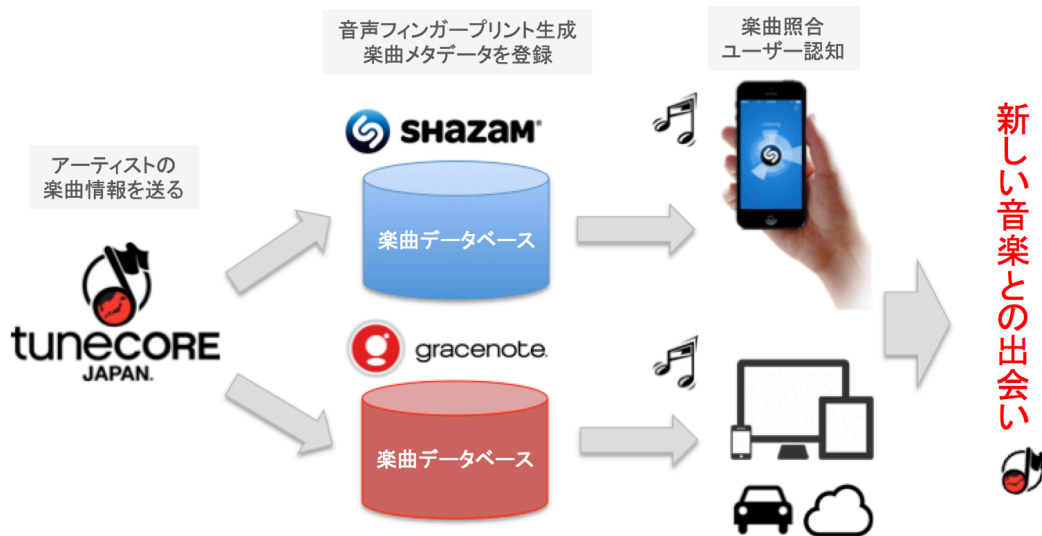 アーティストの
楽曲情報を送る
tunecore
JAPAN.
音声フィンガープリント生成
楽曲メタデータを登録
SHAZAM
楽曲データベース
gracenote.
楽曲データベース
楽曲照合
ユーザー認知
新しい音楽との出会い